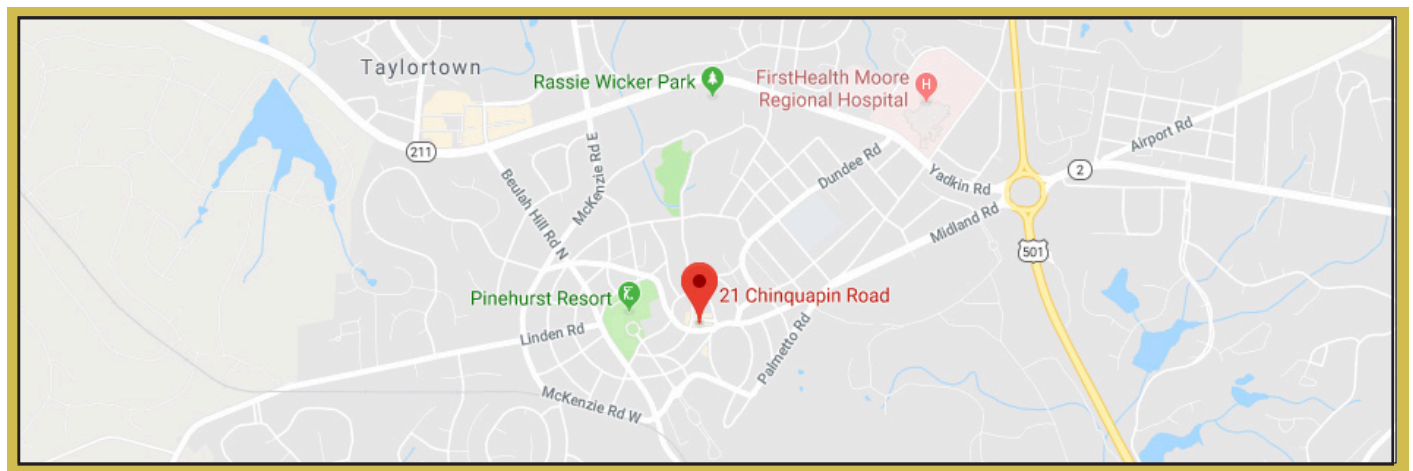 Taylortown
Rassie Wicker Park
FirstHealth Moore
Regional Hospital
H
211
McKenzie Rd E
Beulah Hill Rd N
Dundee Rd
Yadkin Rd
Airport Rd
2
Midland Rd
501
Pinehurst Resort
21 Chinquapin Road
Linden Rd
Palmetto Rd
McKenzie Rd W